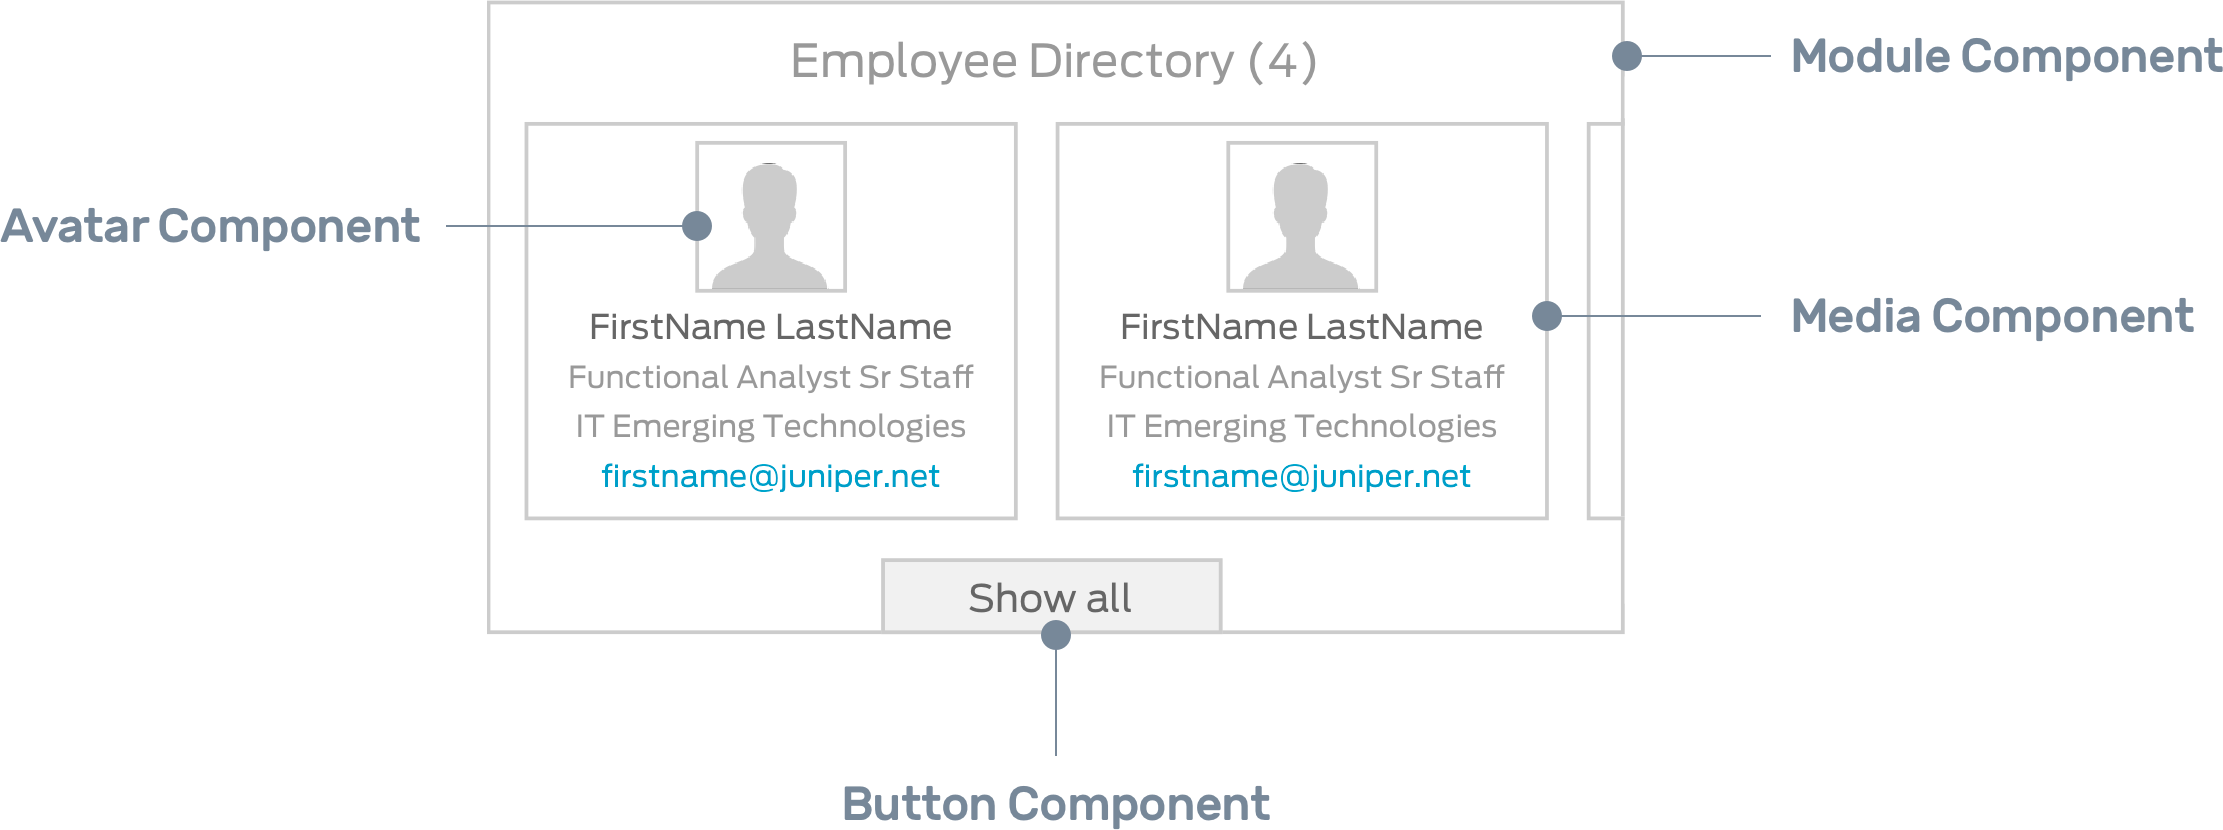 Employee Directory (4)
Module Component
Avatar Component
FirstName LastName
Functional Analyst Sr Staff
IT Emerging Technologies
firstname@juniper.net
FirstName LastName
Functional Analyst Sr Staff
IT Emerging Technologies
firstname@juniper.net
Media Component
Show all
Button Component